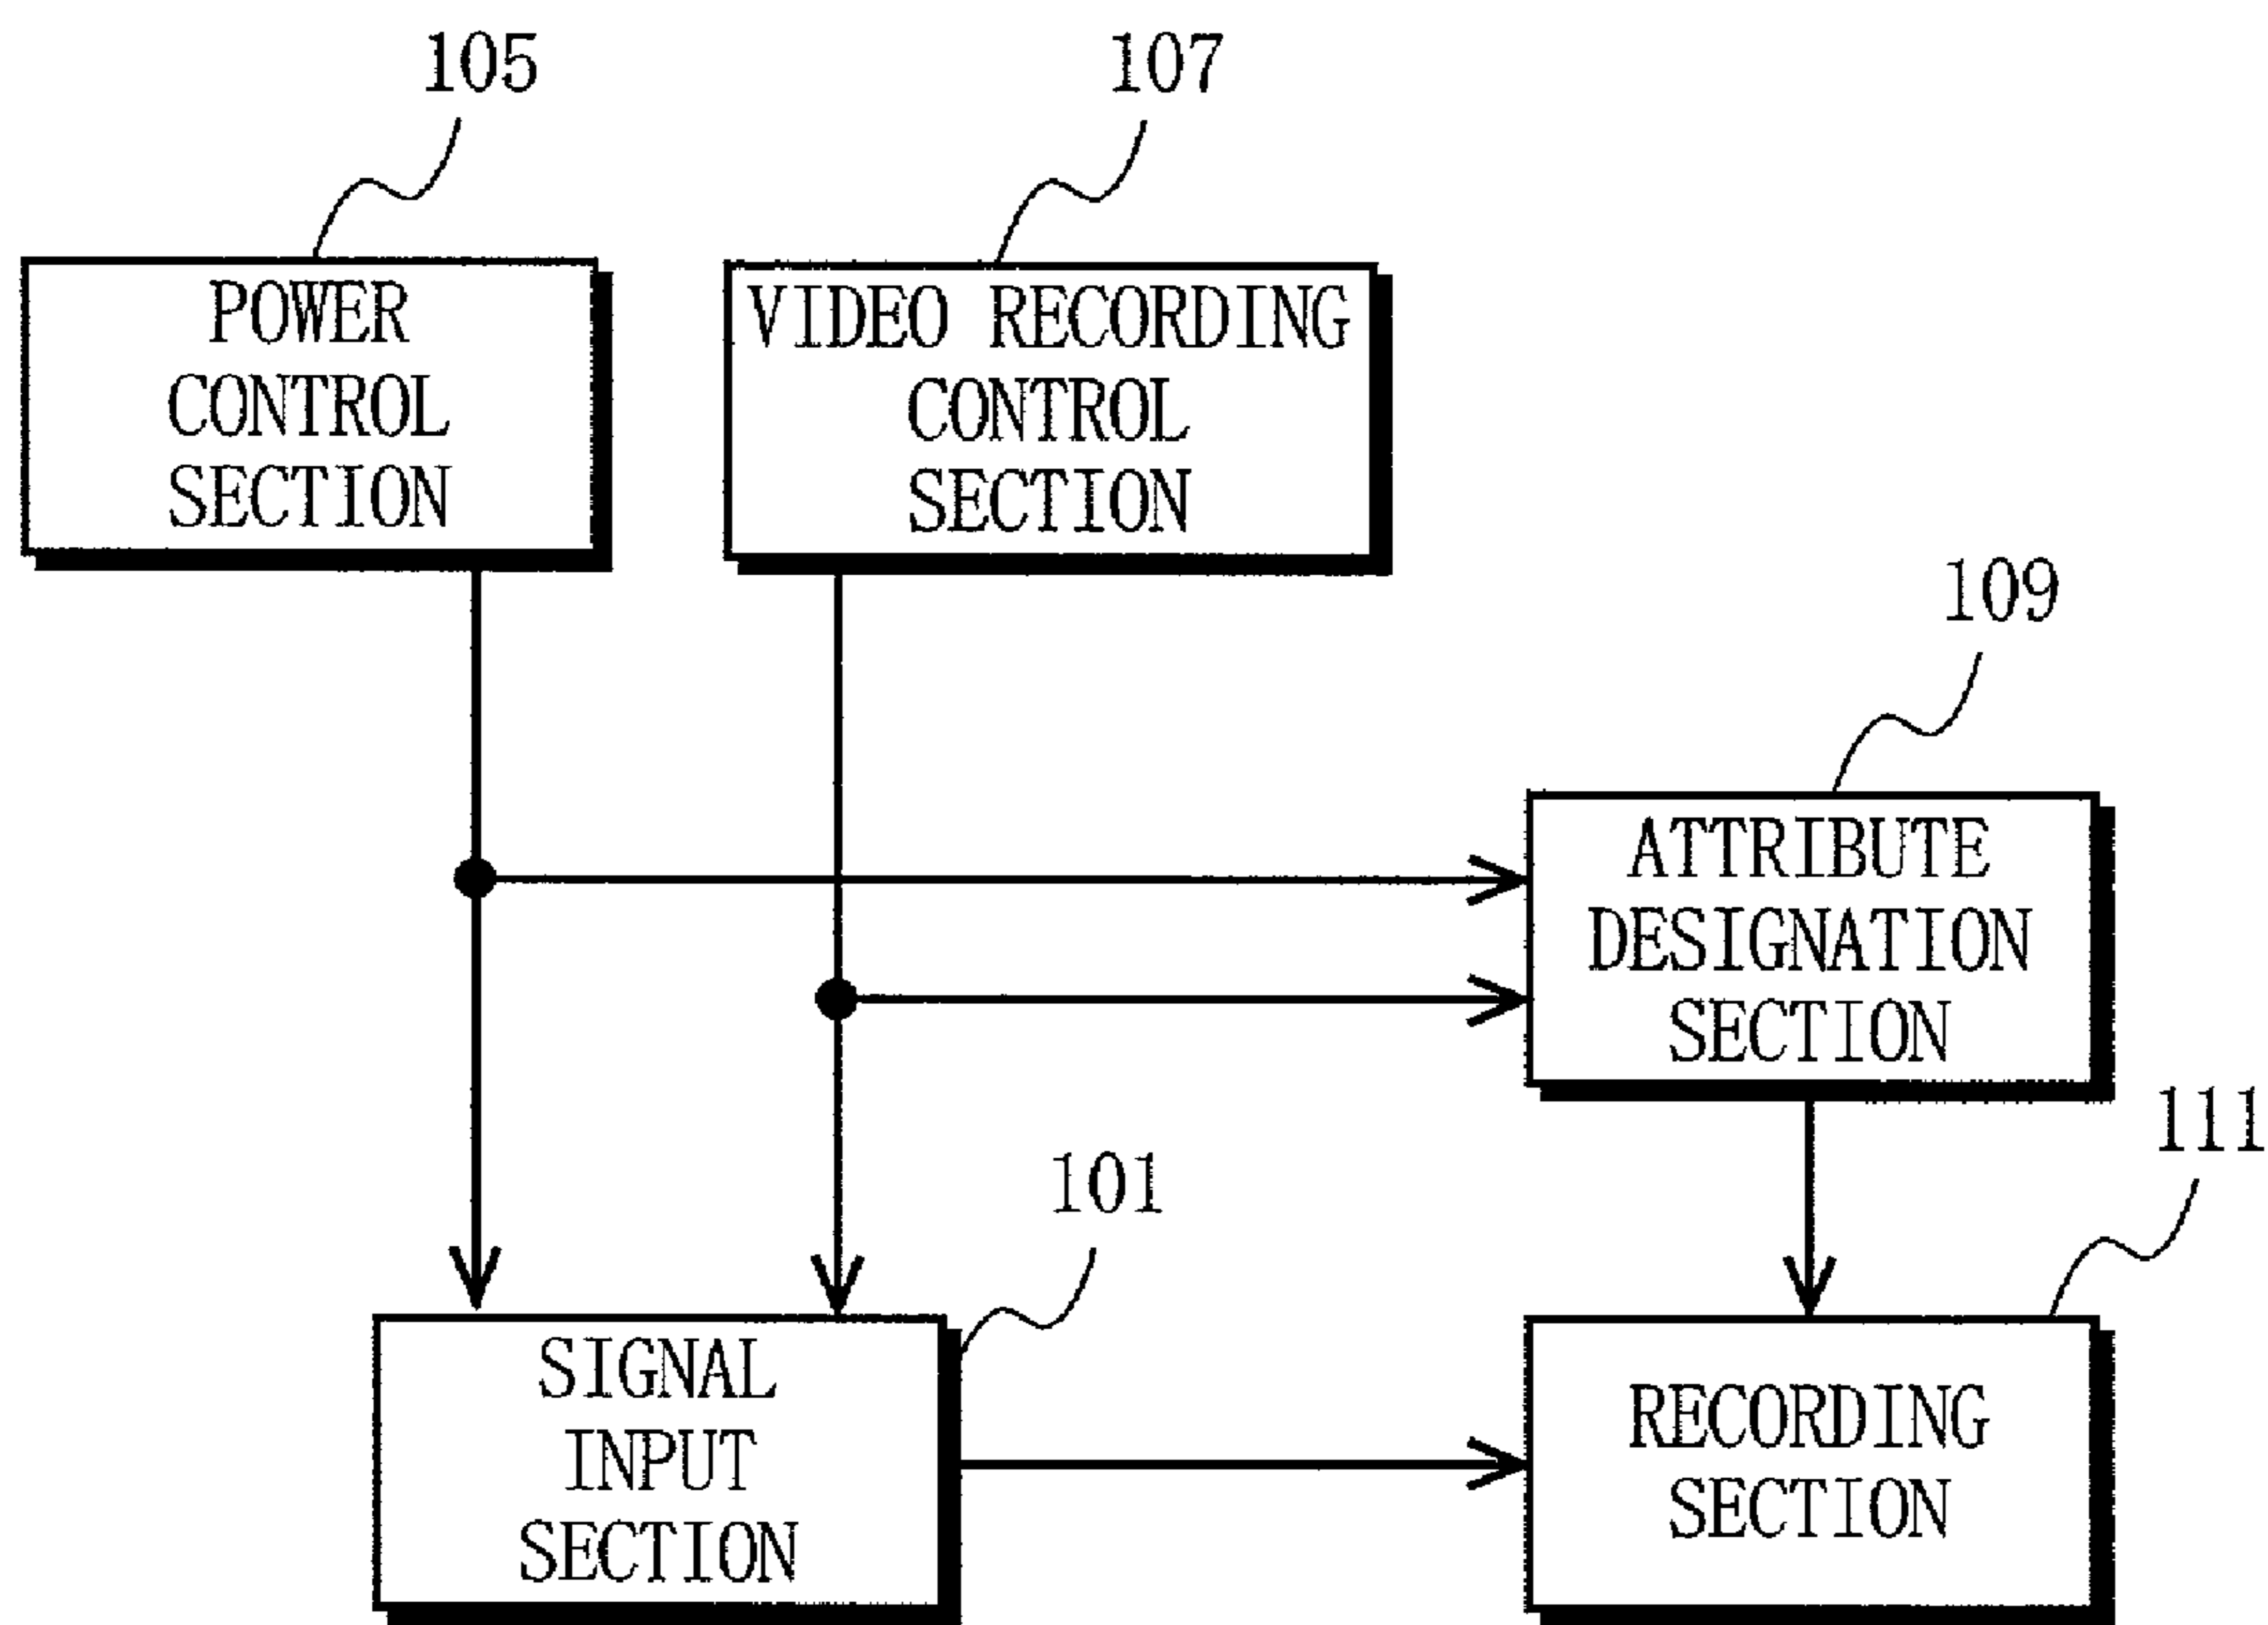 105
107
POWER
CONTROL
SECTION
VIDEO RECORDING
CONTROL
SECTION
109
ATTRIBUTE
DESIGNATION
SECTION
101
111
SIGNAL
INPUT
SECTION
RECORDING
SECTION